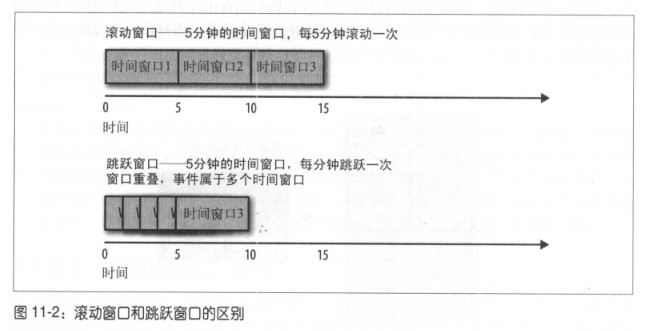 滚动窗口——5分钟的时间窗口，每5分钟滚动一次
时间窗口1 时间窗口2 时间窗口3
0 5 10 15
时间
跳跃窗口——5分钟的时间窗口，每分钟跳跃一次
窗口重叠，事件属于多个时间窗口
时间窗口3
0 5 10 15
时间
图 11-2：滚动窗口和跳跃窗口的区别